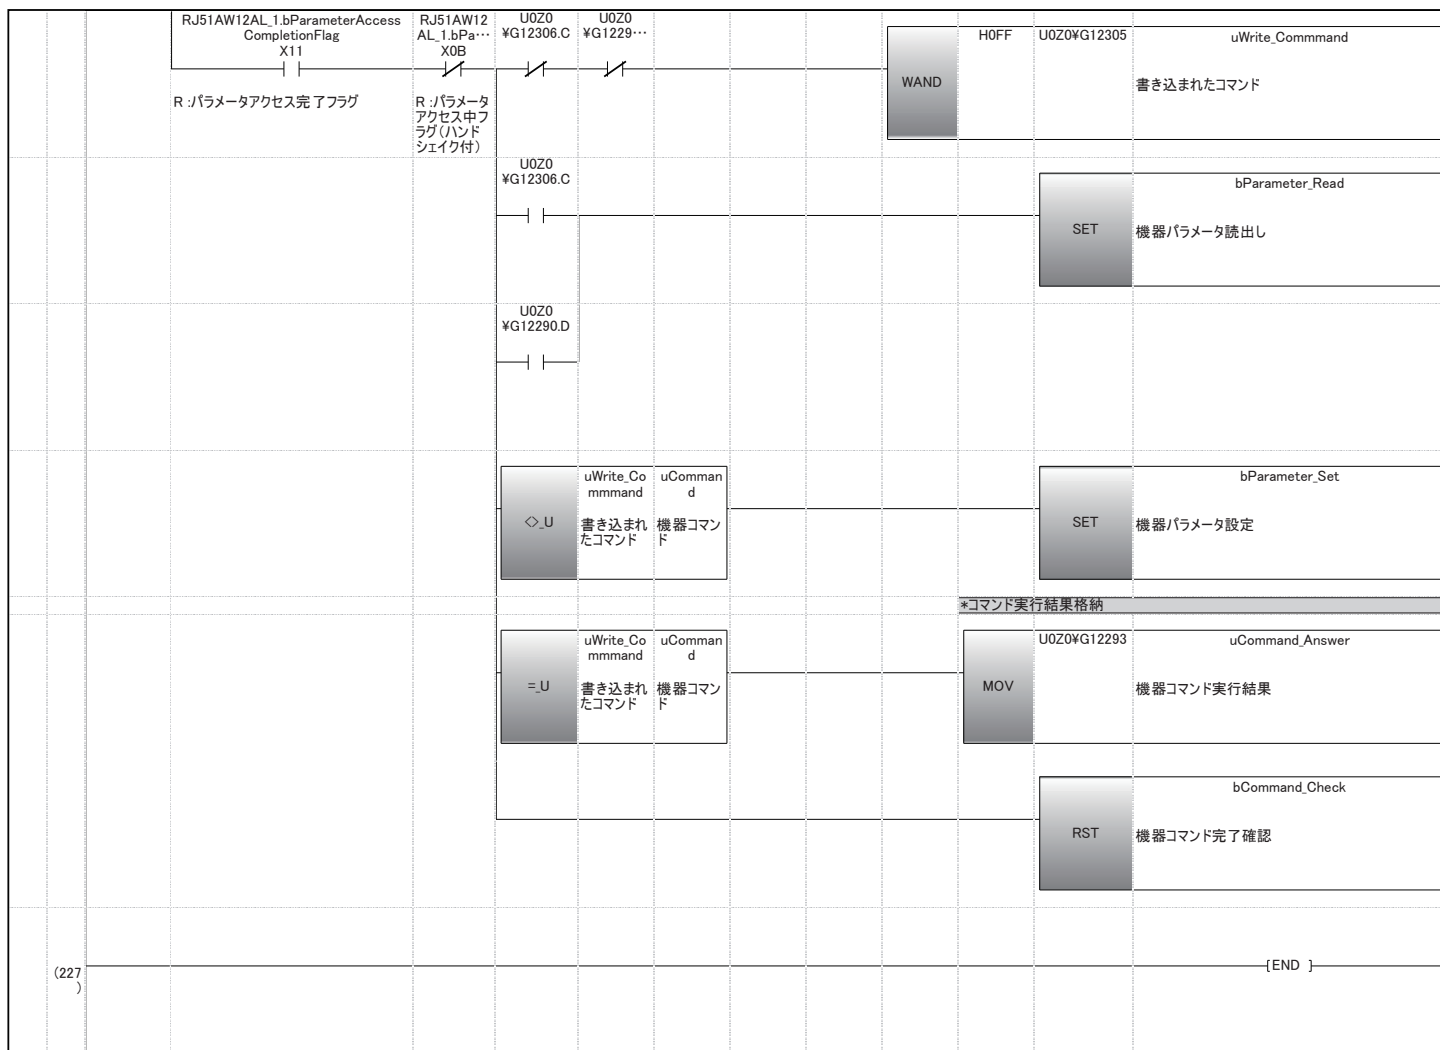 RJ51AW12AL_1.bParameterAccess
CompletionFlag
X11
R :パラメータアクセス完了フラグ
RJ51AW12
AL_1.bPa…
X0B
R :パラメータ
アクセス中フ
ラグ(ハンド
シェイク付)
U0Z0
¥G12306.C
U0Z0
¥G1229…
WAND
H0FF
U0Z0¥G12305
uWrite_Commmand
書き込まれたコマンド
U0Z0
¥G12306.C
SET
bParameter_Read
機器パラメータ読出し
U0Z0
¥G12290.D
<>_U
uWrite_Co
mmmand
書き込まれ
たコマンド
uComman
d
機器コマン
ド
SET
bParameter_Set
機器パラメータ設定
*コマンド実行結果格納
=_U
uWrite_Co
mmmand
書き込まれ
たコマンド
uComman
d
機器コマン
ド
MOV
U0Z0¥G12293
uCommand_Answer
機器コマンド実行結果
RST
bCommand_Check
機器コマンド完了確認
(227
)
[END ]